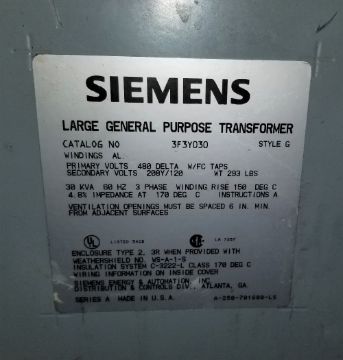 SIEMENS
LARGE GENERAL PURPOSE TRANSFORMER
CATALOG NO 3F3Y030 STYLE G
WINDINGS AL.
PRIMARY VOLTS 480 DELTA W/FC TAPS
SECONDARY VOLTS 208Y/120 WT 293 LBS
30 KVA 60 HZ 3 PHASE WINDING RISE 150 DEG C
4.8% IMPEDANCE AT 170 DEG C INSTRUCTIONS A
VENTILATION OPENINGS MUST BE SPACED 6 IN. MIN.
FROM ADJACENT SURFACES
UL LISTED
ENCLOSURE TYPE 2, 3R WHEN PROVIDED WITH
WEATHERSHIELD NO. WS-A-1-S
INSULATION SYSTEM C-3222-L CLASS 170 DEG C
WIRING INFORMATION ON INSIDE COVER
SIEMENS ENERGY & AUTOMATION, INC
DISTRIBUTION & CONTROLS DIV., ATLANTA, GA
SERIES A MADE IN U.S.A.